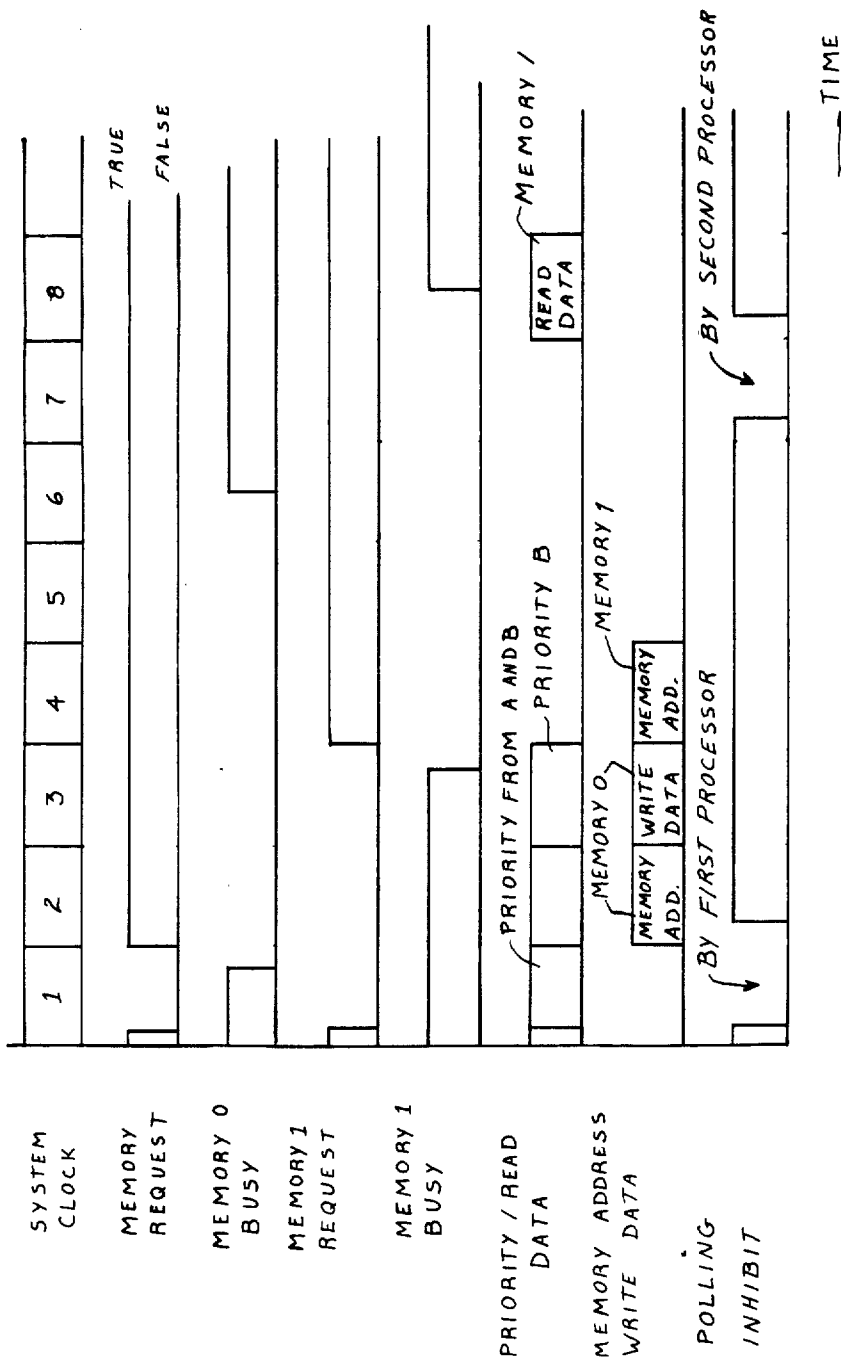 SYSTEM
CLOCK
1 2 3 4 5 6 7 8
MEMORY
REQUEST
TRUE
FALSE
MEMORY 0
BUSY
MEMORY 1
REQUEST
MEMORY 1
BUSY
PRIORITY / READ
DATA
PRIORITY FROM A AND B
PRIORITY B
READ
DATA
MEMORY 1
MEMORY ADDRESS
WRITE DATA
MEMORY 0
MEMORY
ADD.
WRITE
DATA
MEMORY
ADD.
MEMORY 1
POLLING
INHIBIT
BY FIRST PROCESSOR
BY SECOND PROCESSOR
TIME